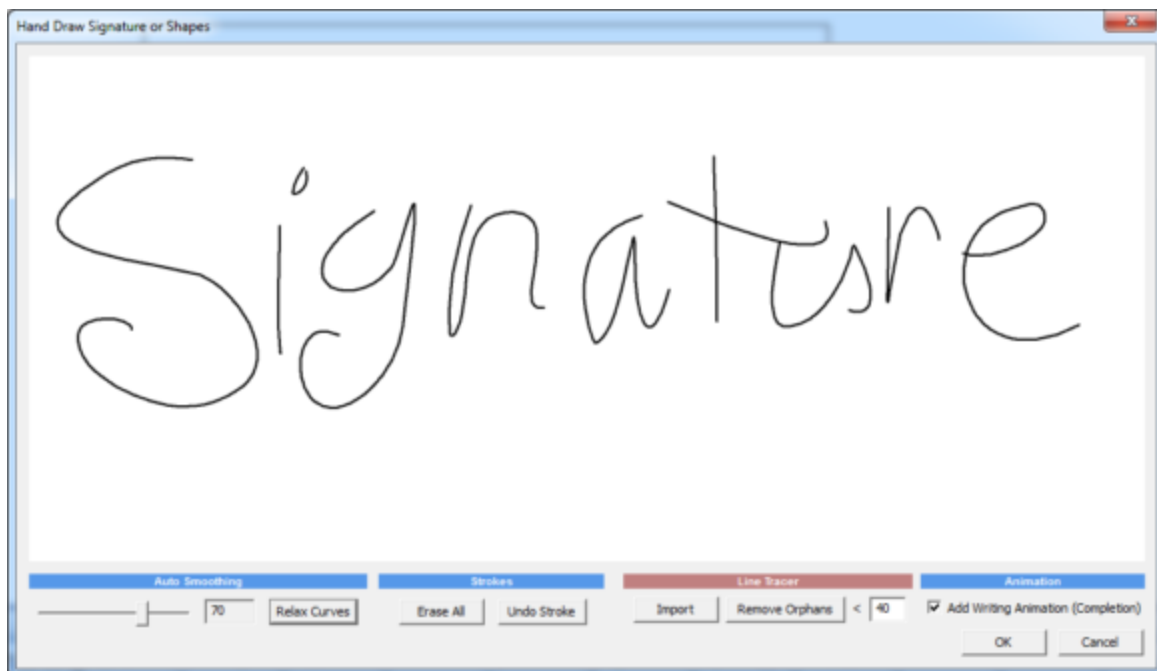 Hand Draw Signature or Shapes
Signature
Auto Smoothing Strokes Line Tracer Animation
70 Relax Curves Erase All Undo Stroke Import Remove Orphans < 40 Add Writing Animation (Completion)
OK Cancel